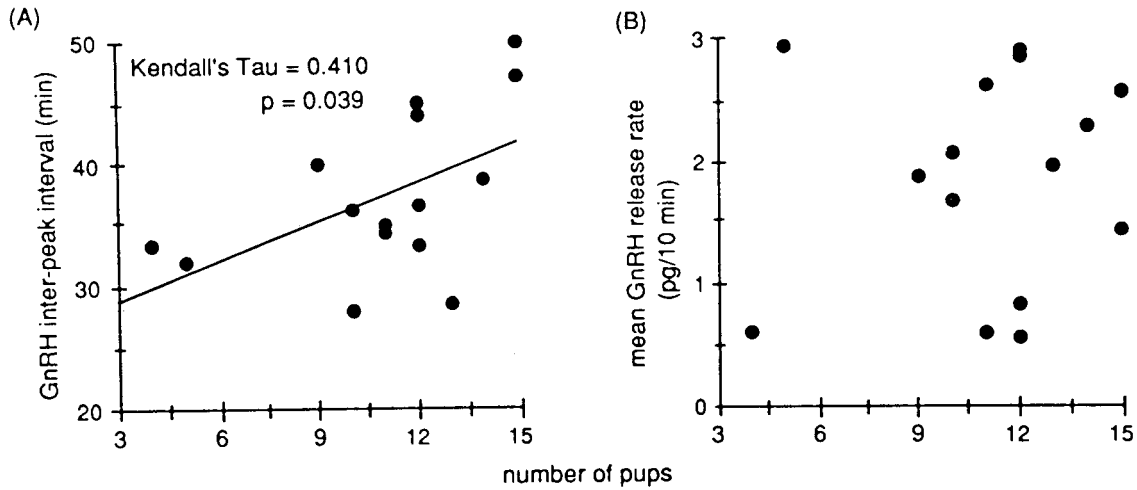 (A)
50
40
30
20
GnRH inter-peak interval (min)
Kendall's Tau = 0.410
p = 0.039
3 6 9 12 15
(B)
3
2
1
0
mean GnRH release rate
(pg/10 min)
3 6 9 12 15
number of pups